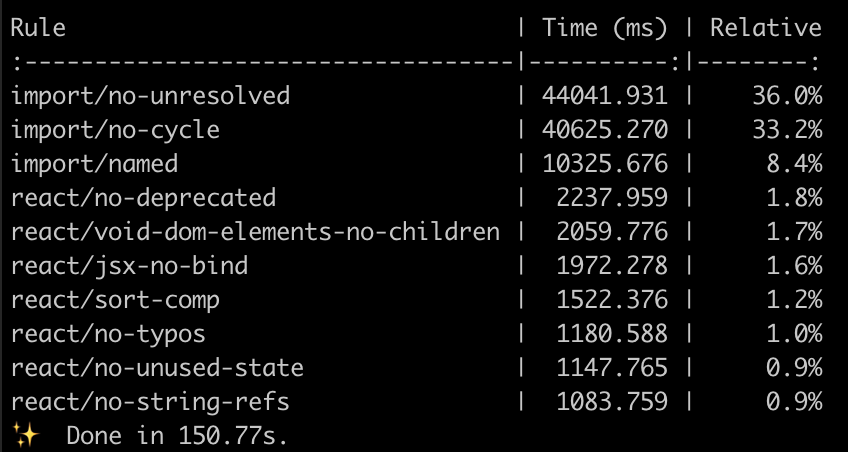 Rule                                | Time (ms) | Relative
:-----------------------------------|----------:|--------:
import/no-unresolved                | 44041.931 |    36.0%
import/no-cycle                     | 40625.270 |    33.2%
import/named                        | 10325.676 |     8.4%
react/no-deprecated                 |  2237.959 |     1.8%
react/void-dom-elements-no-children |  2059.776 |     1.7%
react/jsx-no-bind                   |  1972.278 |     1.6%
react/sort-comp                     |  1522.376 |     1.2%
react/no-typos                      |  1180.588 |     1.0%
react/no-unused-state               |  1147.765 |     0.9%
react/no-string-refs                |  1083.759 |     0.9%
✨  Done in 150.77s.